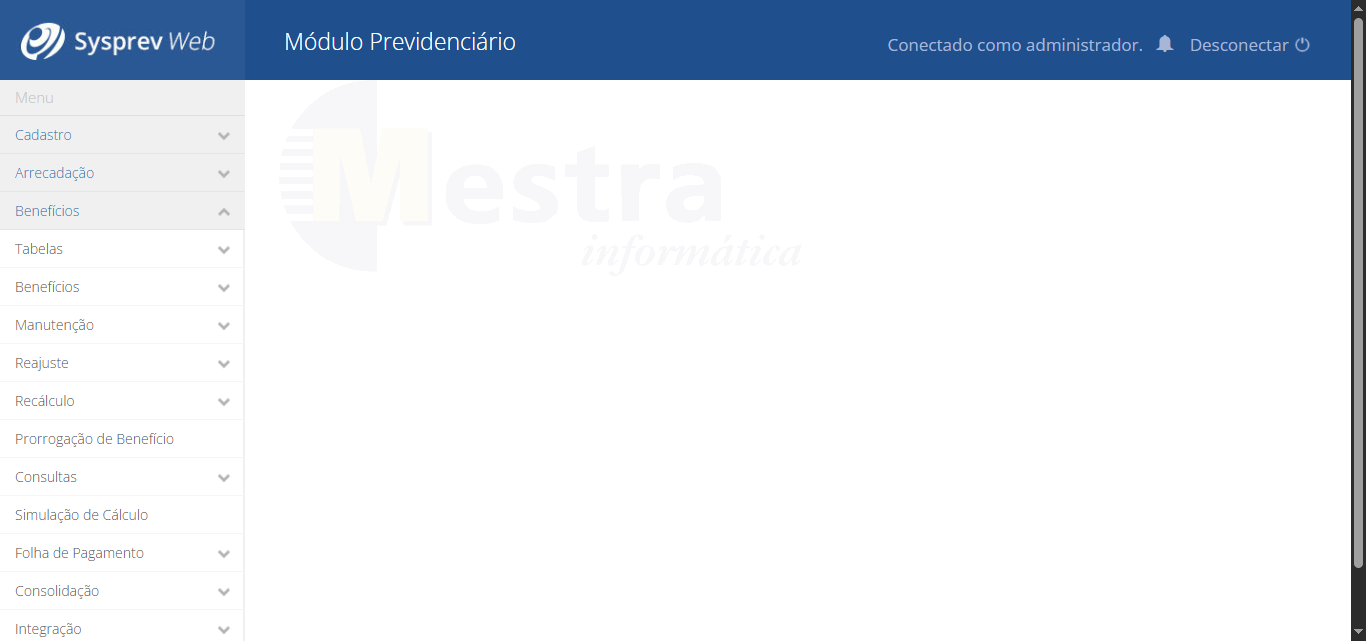 Sysprev Web
Módulo Previdenciário
Conectado como administrador.
Desconectar
Menu
Cadastro
Arrecadação
Benefícios
Tabelas
Benefícios
Manutenção
Reajuste
Recálculo
Prorrogação de Benefício
Consultas
Simulação de Cálculo
Folha de Pagamento
Consolidação
Integração
Mestra
informática